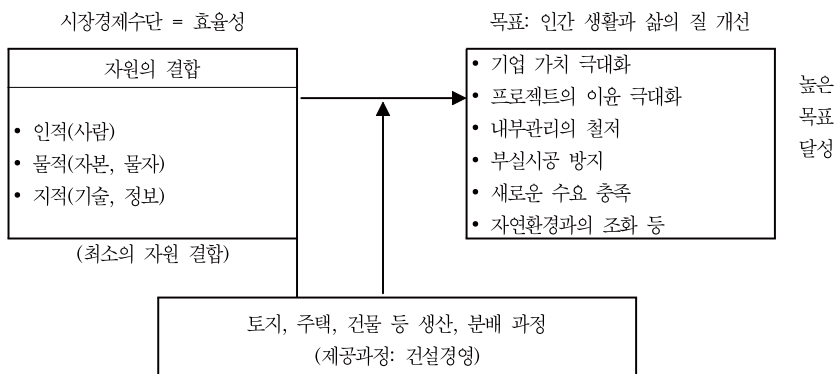 시장경제수단 = 효율성
자원의 결합
• 인적(사람)
• 물적(자본, 물자)
• 지적(기술, 정보)
(최소의 자원 결합)
목표: 인간 생활과 삶의 질 개선
• 기업 가치 극대화
• 프로젝트의 이윤 극대화
• 내부관리의 철저
• 부실시공 방지
• 새로운 수요 충족
• 자연환경과의 조화 등
높은
목표
달성
토지, 주택, 건물 등 생산, 분배 과정
(제공과정: 건설경영)